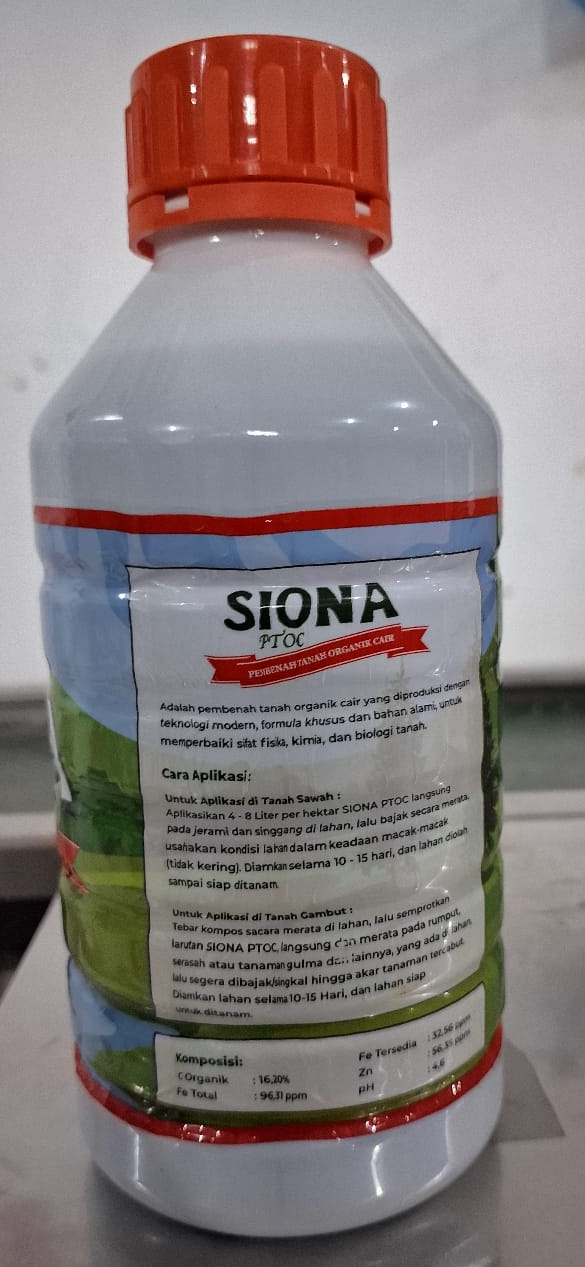 SIONA
PTOC
PEMBENAH TANAH ORGANIK CAIR
Adalah pembenah tanah organik cair yang diproduksi dengan
teknologi modern, formula khusus dan bahan alami, untuk
memperbaiki sifat fisika, kimia, dan biologi tanah.
Cara Aplikasi:
Untuk Aplikasi di Tanah Sawah :
Aplikasikan 4 - 8 Liter per hektar SIONA PTOC langsung
pada jerami dan singgang di lahan, lalu bajak secara merata,
usahakan kondisi lahan dalam keadaan macak-macak
(tidak kering). Diamkan selama 10 - 15 hari, dan lahan diolah
sampai siap ditanam.
Untuk Aplikasi di Tanah Gambut :
Tebar kompos sacara merata di lahan, lalu semprotkan
larutan SIONA PTOC, langsung dan merata pada rumput,
serasah atau tanaman gulma dan lainnya, yang ada di lahan,
lalu segera dibajak/singkal hingga akar tanaman tercabut.
Diamkan lahan selama 10-15 Hari, dan lahan siap
untuk ditanam.
Komposisi:
C Organik : 16,20%
Fe Total : 96,31 ppm
Fe Tersedia : 32,56 ppm
Zn : 56,35 ppm
pH : 4,6